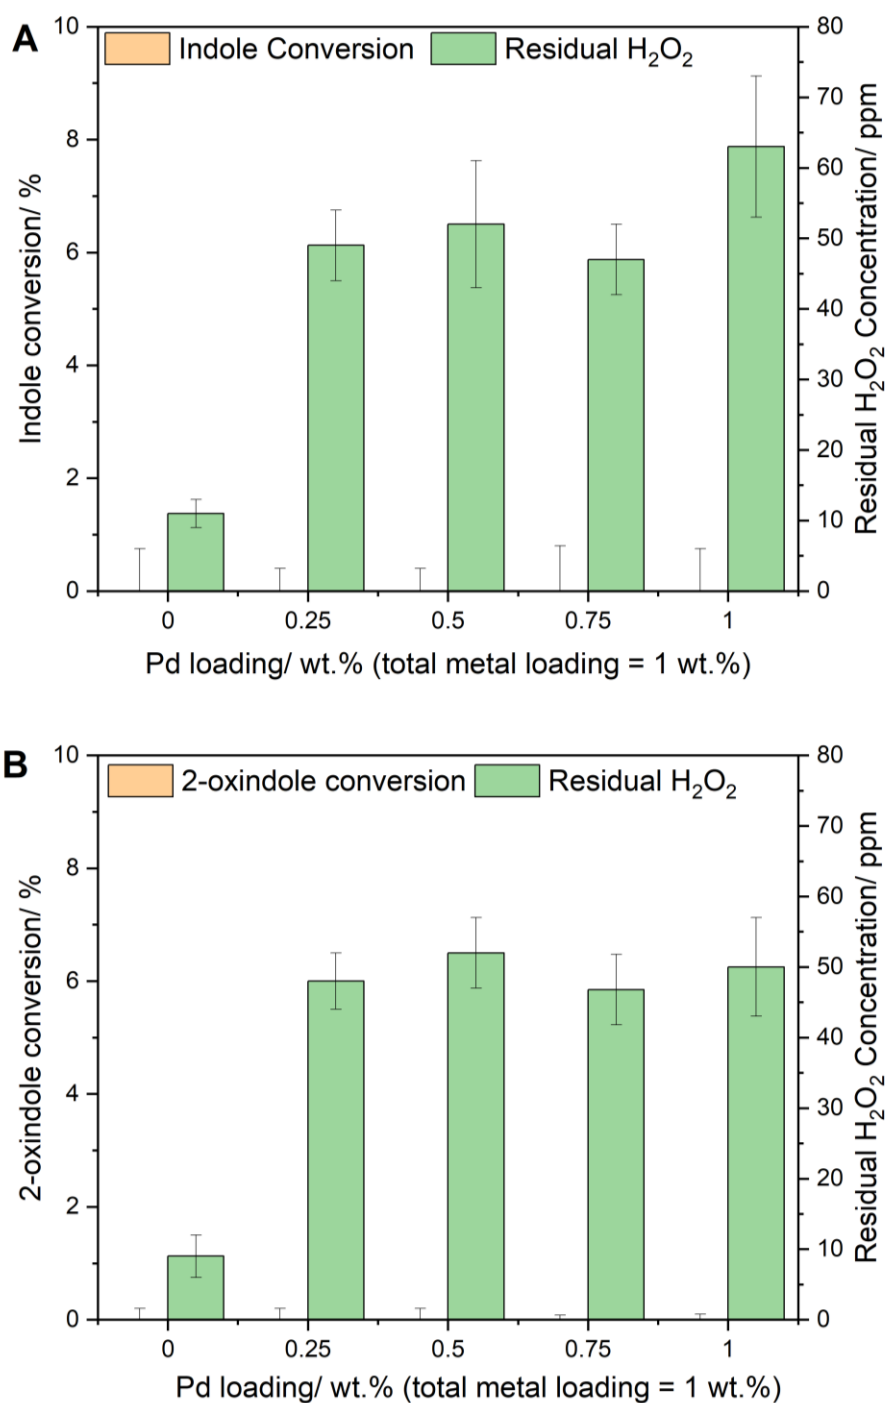 A
Indole Conversion Residual H₂O₂
Indole conversion/ %
10
8
6
4
2
0
80
70
60
50
40
30
20
10
0
Residual H₂O₂ Concentration/ ppm
0 0.25 0.5 0.75 1
Pd loading/ wt.% (total metal loading = 1 wt.%)
B
2-oxindole conversion Residual H₂O₂
2-oxindole conversion/ %
10
8
6
4
2
0
80
70
60
50
40
30
20
10
0
Residual H₂O₂ Concentration/ ppm
0 0.25 0.5 0.75 1
Pd loading/ wt.% (total metal loading = 1 wt.%)